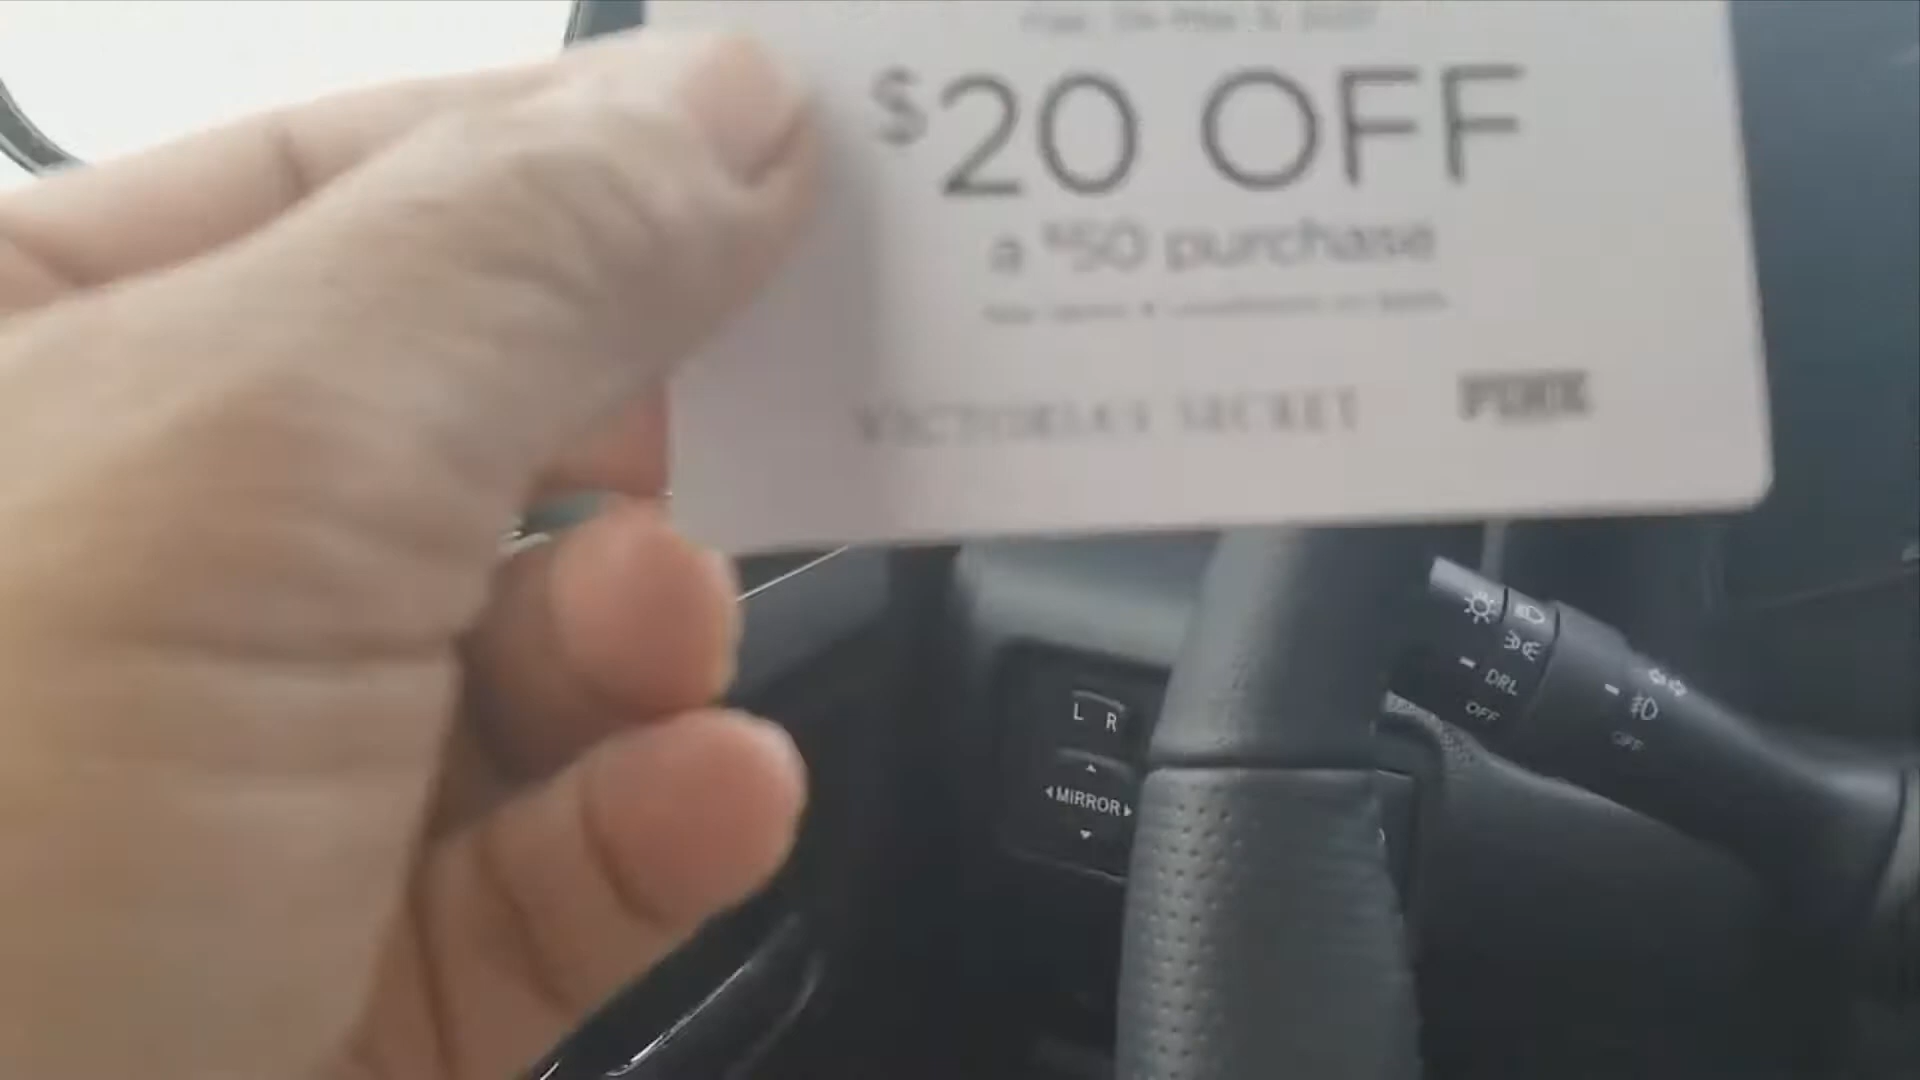 $20 OFF
a $50 purchase
VICTORIA'S SECRET
PINK
L R
MIRROR
DRL
OFF
OFF